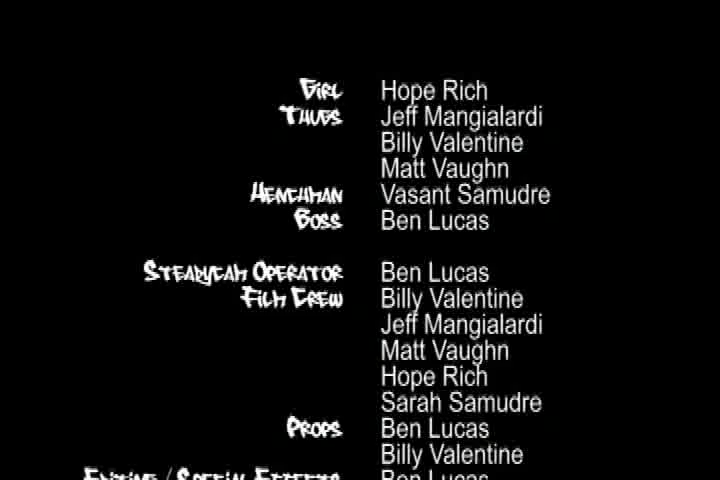 Girl Hope Rich
Thugs Jeff Mangialardi
Billy Valentine
Matt Vaughn
Henchman Vasant Samudre
Boss Ben Lucas
Steadycam Operator Ben Lucas
Film Crew Billy Valentine
Jeff Mangialardi
Matt Vaughn
Hope Rich
Sarah Samudre
Props Ben Lucas
Billy Valentine
Editing / Special Effects Ben Lucas